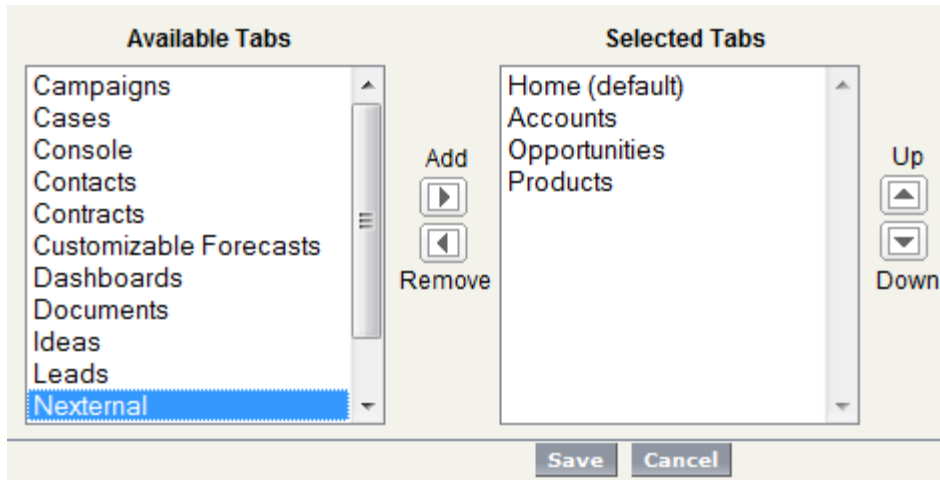 Available Tabs
Selected Tabs
Campaigns
Cases
Console
Contacts
Contracts
Customizable Forecasts
Dashboards
Documents
Ideas
Leads
Nexternal
Add
Remove
Home (default)
Accounts
Opportunities
Products
Up
Down
Save
Cancel